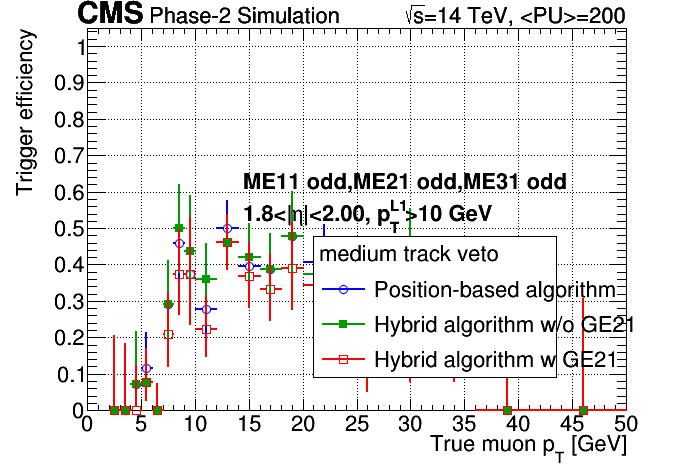 CMS Phase-2 Simulation √s=14 TeV, <PU>=200
Trigger efficiency
1
0.9
0.8
0.7
0.6
0.5
0.4
0.3
0.2
0.1
0
ME11 odd,ME21 odd,ME31 odd
1.8<|η|<2.00, p_T^L1>10 GeV
medium track veto
Position-based algorithm
Hybrid algorithm w/o GE21
Hybrid algorithm w GE21
0 5 10 15 20 25 30 35 40 45 50
True muon p_T [GeV]